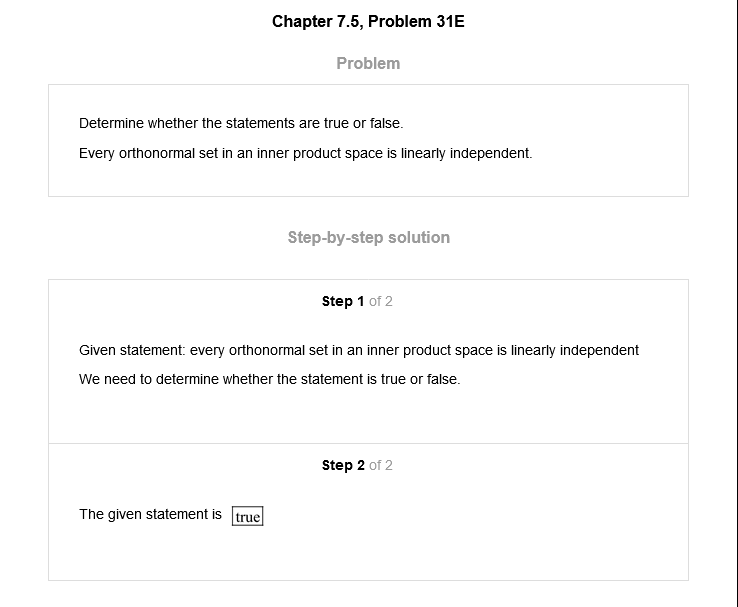 Chapter 7.5, Problem 31E
Problem
Determine whether the statements are true or false.
Every orthonormal set in an inner product space is linearly independent.
Step-by-step solution
Step 1 of 2
Given statement: every orthonormal set in an inner product space is linearly independent
We need to determine whether the statement is true or false.
Step 2 of 2
The given statement is true